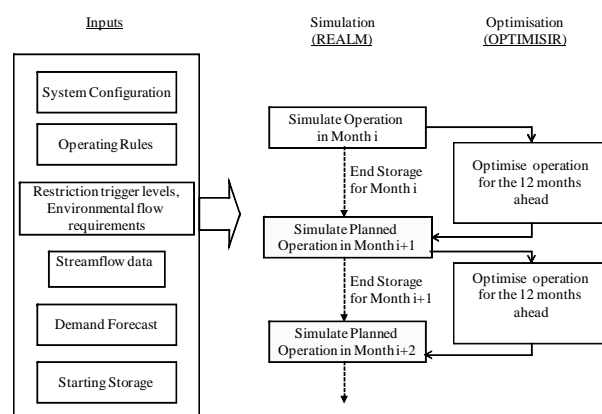 Inputs
Simulation
(REALM)
Optimisation
(OPTIMISIR)
System Configuration
Operating Rules
Restriction trigger levels,
Environmental flow
requirements
Streamflow data
Demand Forecast
Starting Storage
Simulate Operation
in Month i
End Storage
for Month i
Optimise operation
for the 12 months
ahead
Simulate Planned
Operation in Month i+1
End Storage
for Month i+1
Optimise operation
for the 12 months
ahead
Simulate Planned
Operation in Month i+2